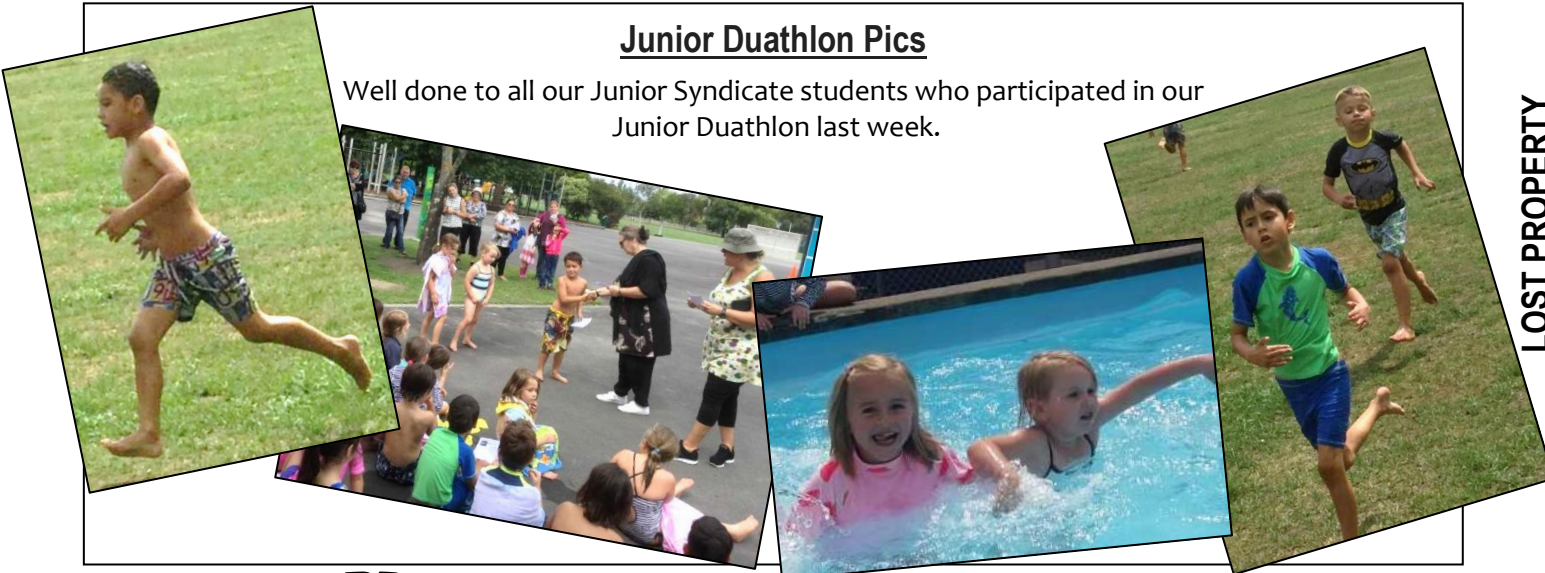 Junior Duathlon Pics
Well done to all our Junior Syndicate students who participated in our
Junior Duathlon last week.
LOST PROPERTY